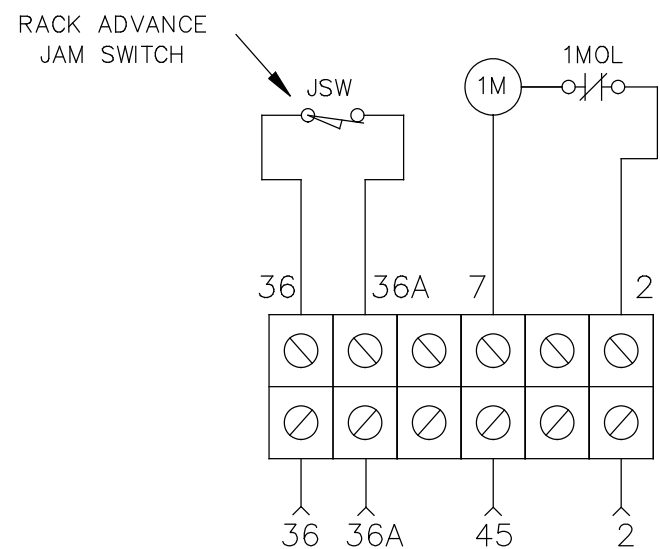 RACK ADVANCE
JAM SWITCH
JSW
1M
1MOL
36
36A
7
2
36
36A
45
2